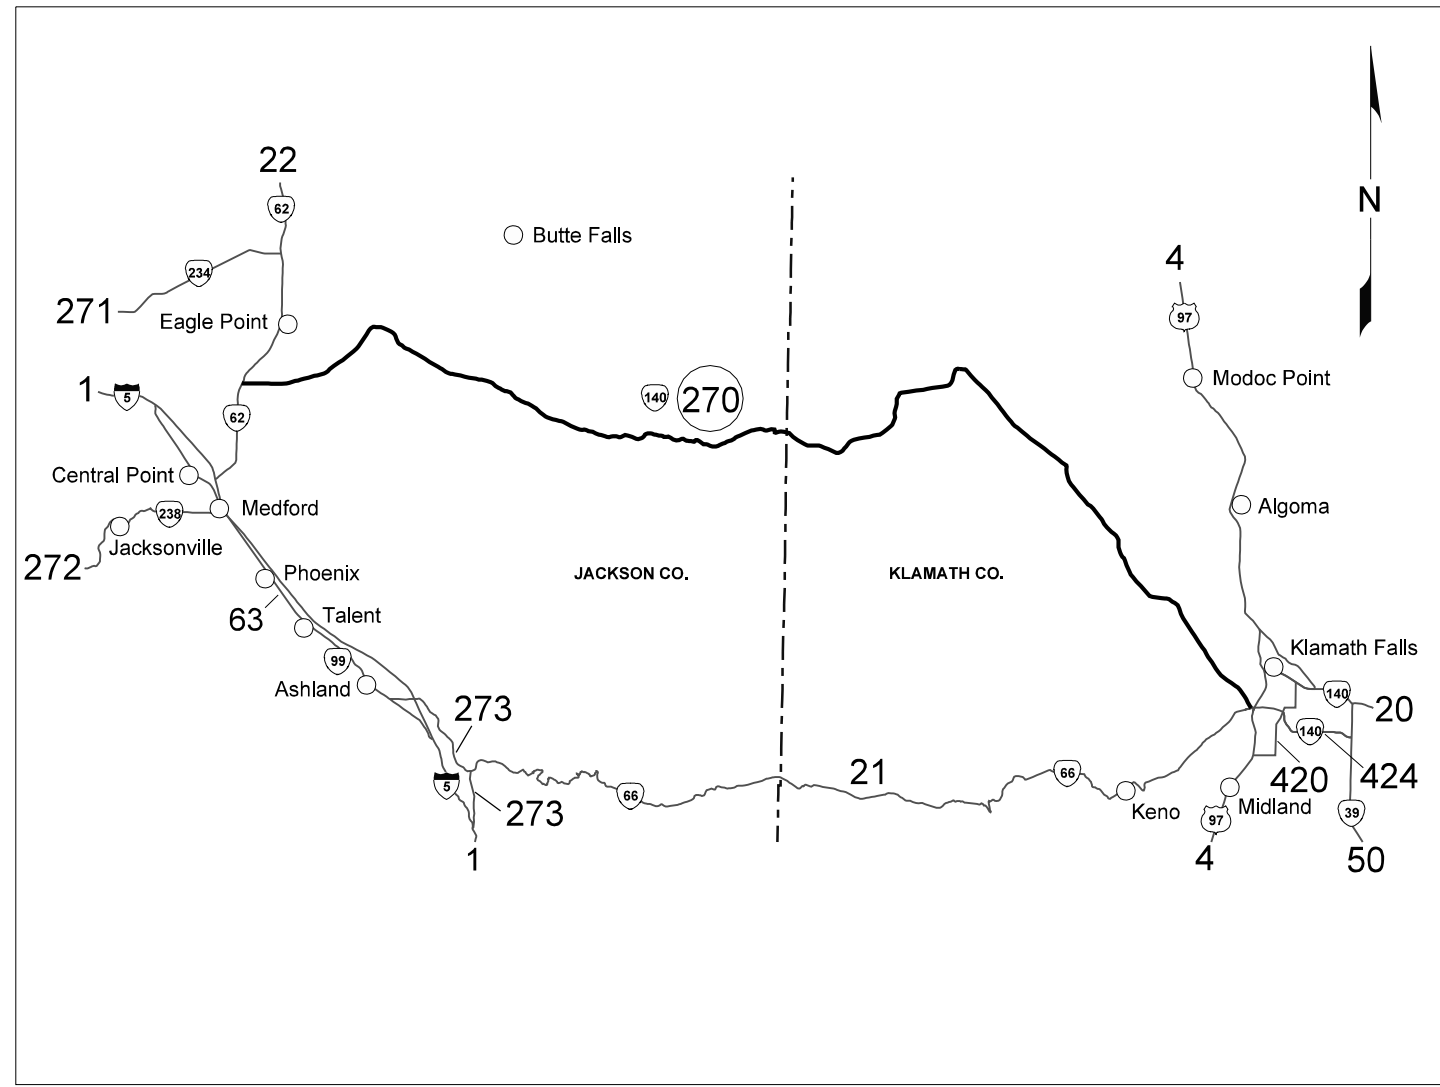 22
62
Butte Falls
N
234
4
271
Eagle Point
97
Modoc Point
1
5
140
270
62
Central Point
Medford
238
Algoma
Jacksonville
272
Phoenix
JACKSON CO.
KLAMATH CO.
63
Talent
99
Klamath Falls
Ashland
140
20
273
140
21
66
420
424
5
66
273
Keno
Midland
97
39
1
4
50